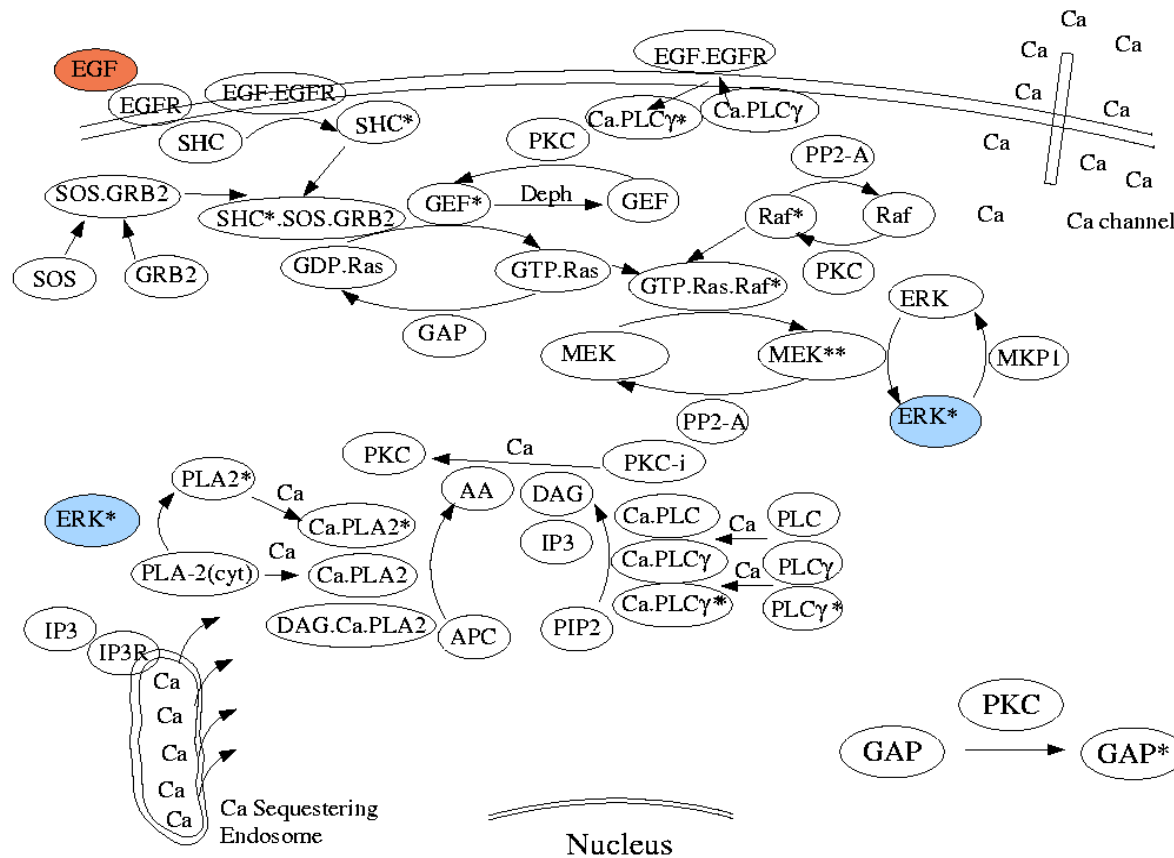 Ca
Ca
Ca
Ca
EGF
EGF.EGFR
Ca
Ca
EGFR
EGF.EGFR
Ca.PLCγ*
Ca.PLCγ
SHC
SHC*
PKC
PP2-A
Ca
Ca
Ca
Ca
SOS.GRB2
SHC*.SOS.GRB2
GEF*
Deph
GEF
Raf*
Raf
Ca
Ca channel
SOS
GRB2
GDP.Ras
GTP.Ras
GTP.Ras.Raf*
PKC
ERK
GAP
MEK
MEK**
MKP1
PP2-A
ERK*
PKC
Ca
PKC-i
PLA2*
Ca
AA
DAG
ERK*
Ca.PLA2*
IP3
Ca.PLC
Ca
PLC
PLA-2(cyt)
Ca
Ca.PLA2
Ca.PLCγ
Ca
PLCγ
Ca.PLCγ*
PLCγ*
DAG.Ca.PLA2
APC
PIP2
IP3
IP3R
Ca
Ca
Ca
Ca
Ca
Ca Sequestering
Endosome
PKC
GAP
GAP*
Nucleus